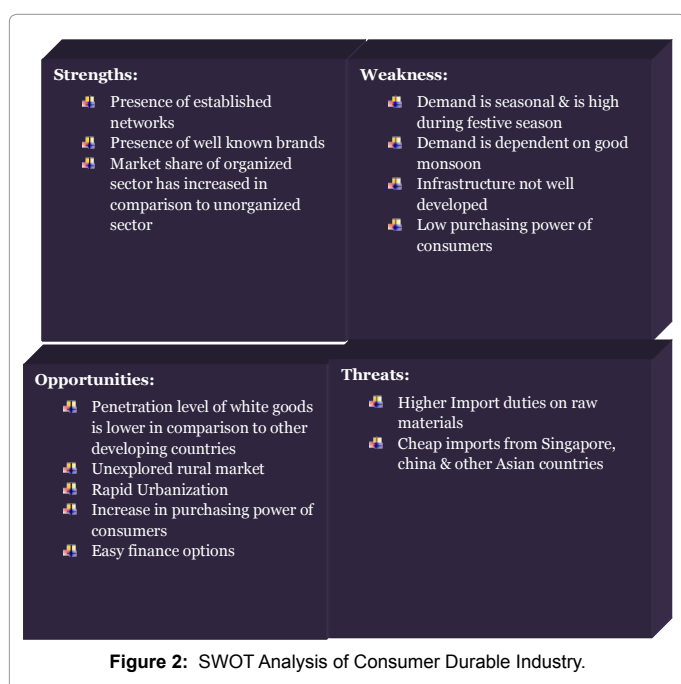 Strengths:
Presence of established
networks
Presence of well known brands
Market share of organized
sector has increased in
comparison to unorganized
sector
Weakness:
Demand is seasonal & is high
during festive season
Demand is dependent on good
monsoon
Infrastructure not well
developed
Low purchasing power of
consumers
Opportunities:
Penetration level of white goods
is lower in comparison to other
developing countries
Unexplored rural market
Rapid Urbanization
Increase in purchasing power of
consumers
Easy finance options
Threats:
Higher Import duties on raw
materials
Cheap imports from Singapore,
china & other Asian countries
Figure 2: SWOT Analysis of Consumer Durable Industry.